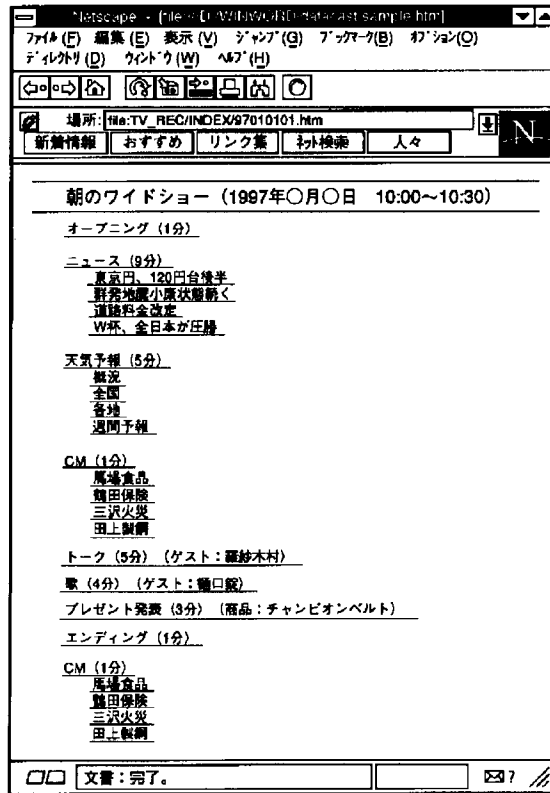 Netscape - [file:///D:/WINWORD/datacast/sample.htm]
ファイル(F) 編集(E) 表示(V) ジャンプ(G) ブックマーク(B) オプション(O)
ディレクトリ(D) ウィンドウ(W) ヘルプ(H)
場所: file:TV_REC/INDEX/97010101.htm
N
新着情報 おすすめ リンク集 ネット検索 人々
朝のワイドショー（1997年〇月〇日 10:00～10:30）
オープニング（1分）
ニュース（9分）
東京円、120円台後半
群発地震小康状態続く
道路料金改定
W杯、全日本が圧勝
天気予報（5分）
概況
全国
各地
週間予報
CM（1分）
馬場食品
鶴田保険
三沢火災
田上製鋼
トーク（5分）（ゲスト：羅紗木村）
歌（4分）（ゲスト：樋口錠）
プレゼント発表（3分）（商品：チャンピオンベルト）
エンディング（1分）
CM（1分）
馬場食品
鶴田保険
三沢火災
田上製鋼
文書：完了。
?